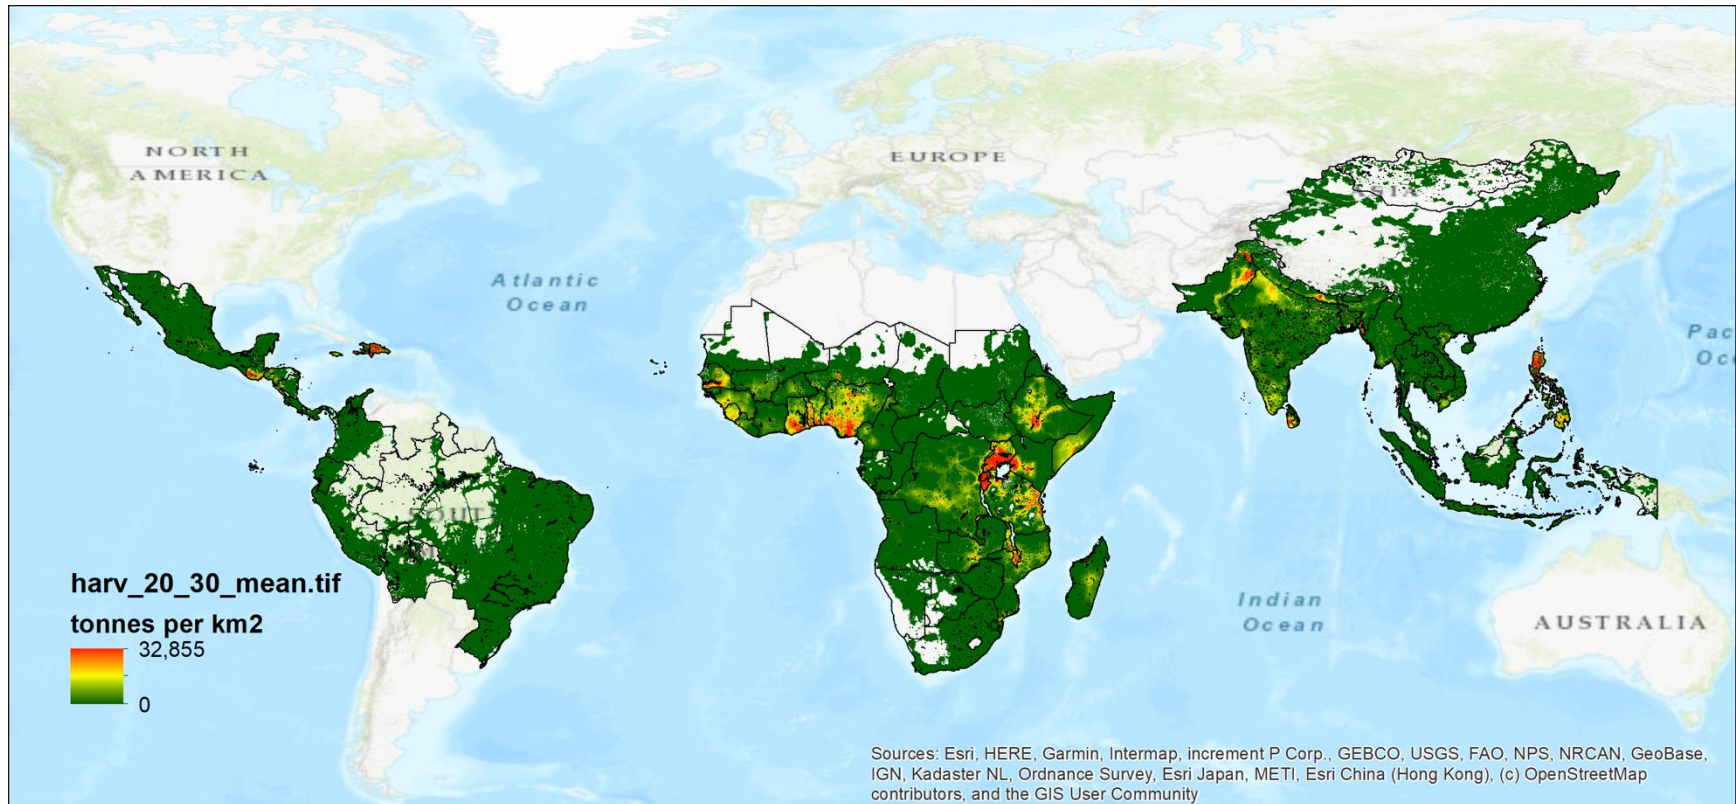 NORTH
AMERICA
EUROPE
ASIA
Atlantic
Ocean
Pac
Oc
SOUT
harv_20_30_mean.tif
tonnes per km2
32,855
0
Indian
Ocean
AUSTRALIA
Sources: Esri, HERE, Garmin, Intermap, increment P Corp., GEBCO, USGS, FAO, NPS, NRCAN, GeoBase,
IGN, Kadaster NL, Ordnance Survey, Esri Japan, METI, Esri China (Hong Kong), (c) OpenStreetMap
contributors, and the GIS User Community